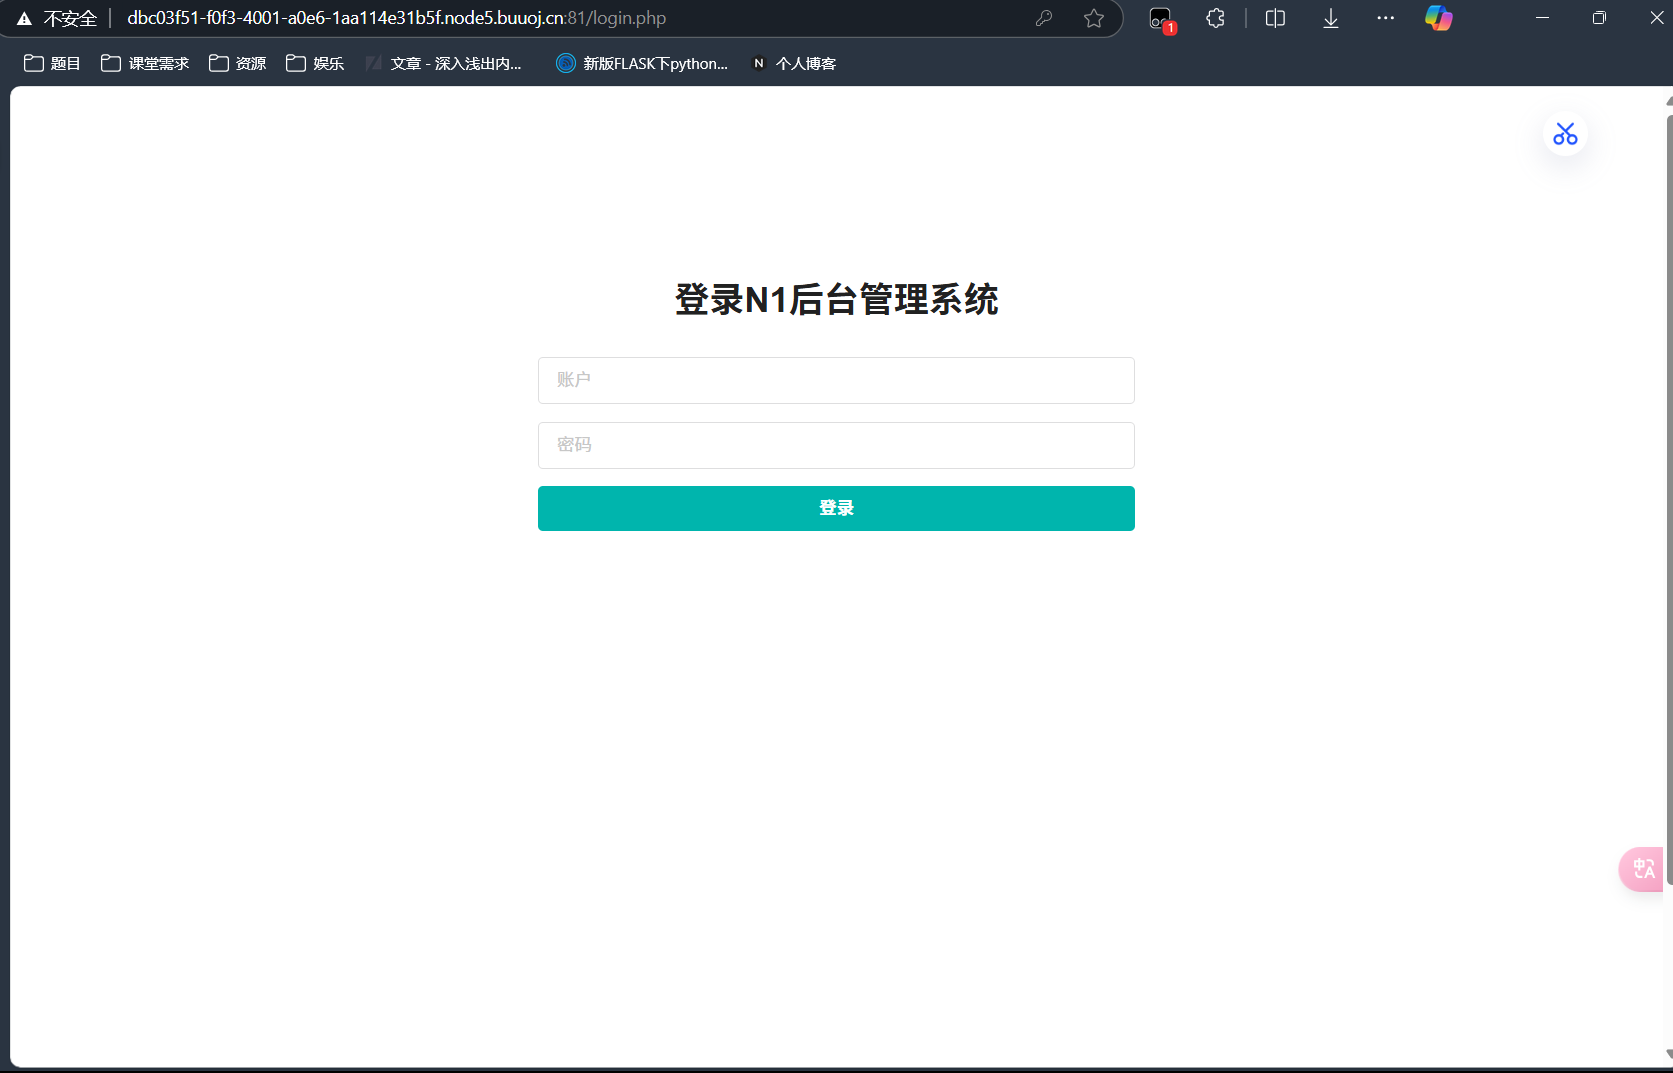 不安全 dbc03f51-f0f3-4001-a0e6-1aa114e31b5f.node5.buuoj.cn:81/login.php 1
题目 课堂需求 资源 娱乐 文章 - 深入浅出内... 新版FLASK下python... N 个人博客
登录N1后台管理系统
账户
密码
登录
中A